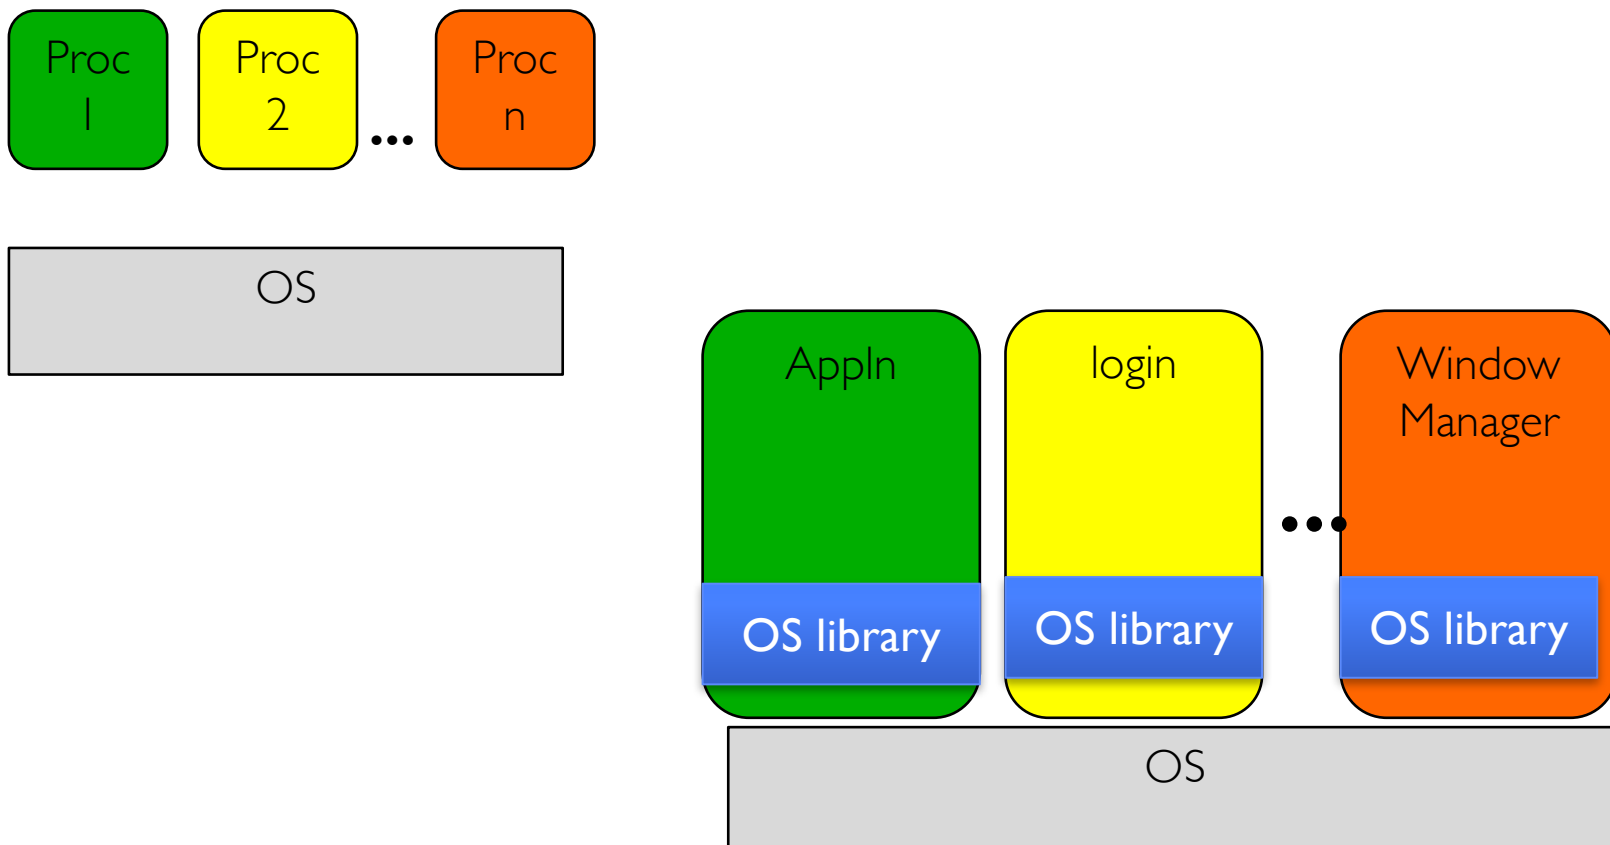 Proc
1
Proc
2
...
Proc
n
OS
Appln
login
...
Window
Manager
OS library
OS library
OS library
OS